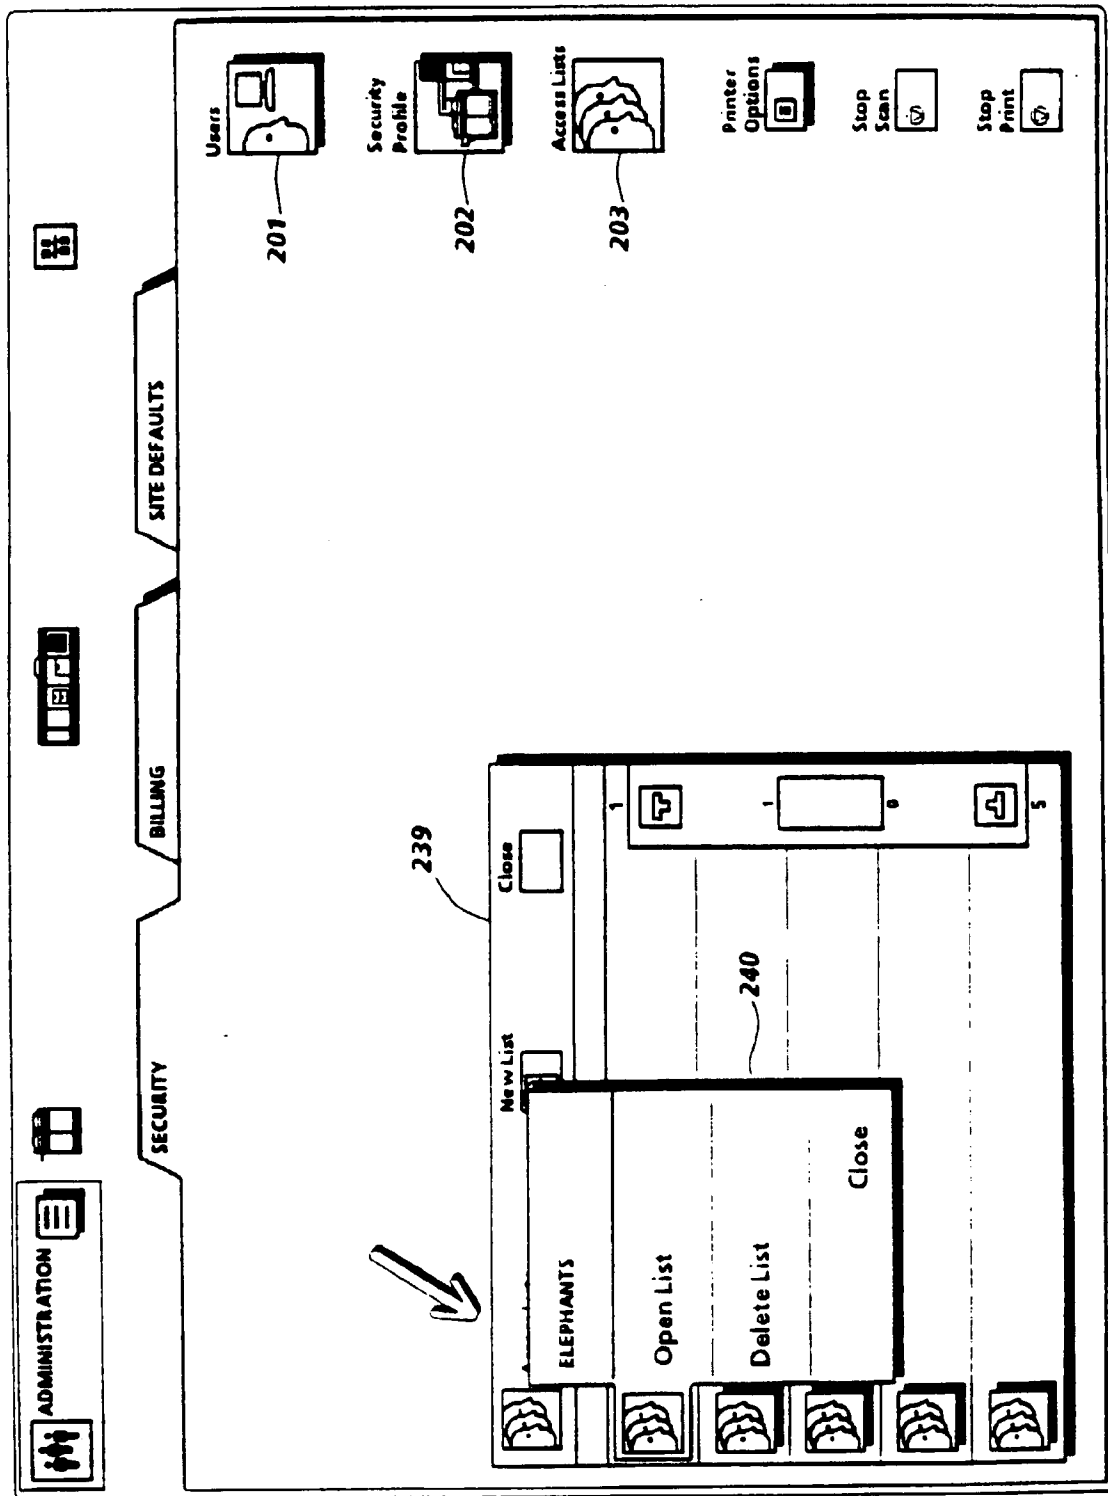 ADMINISTRATION
SECURITY
BILLING
SITE DEFAULTS
Users
201
Security
Profile
202
Access Lists
203
Printer
Options
Stop
Scan
Stop
Print
239
New List
Close
ELEPHANTS
Open List
Delete List
Close
240
1
1
5